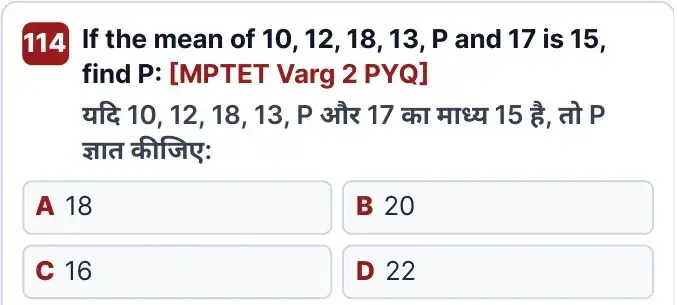 114 If the mean of 10, 12, 18, 13, P and 17 is 15,
find P: [MPTET Varg 2 PYQ]
यदि 10, 12, 18, 13, P और 17 का माध्य 15 है, तो P
ज्ञात कीजिए:
A 18
B 20
C 16
D 22